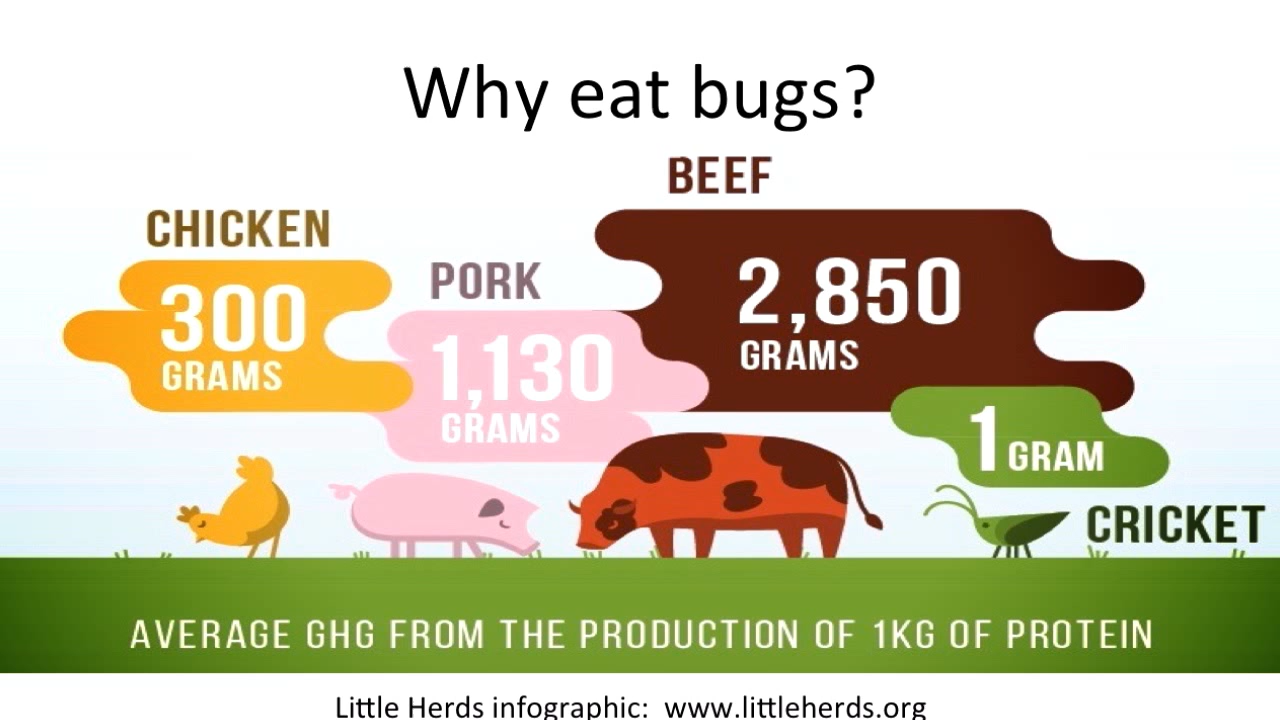 Why eat bugs?
BEEF
CHICKEN
PORK
2,850
GRAMS
300
GRAMS
1,130
GRAMS
1 GRAM
CRICKET
AVERAGE GHG FROM THE PRODUCTION OF 1KG OF PROTEIN
Little Herds infographic: www.littleherds.org